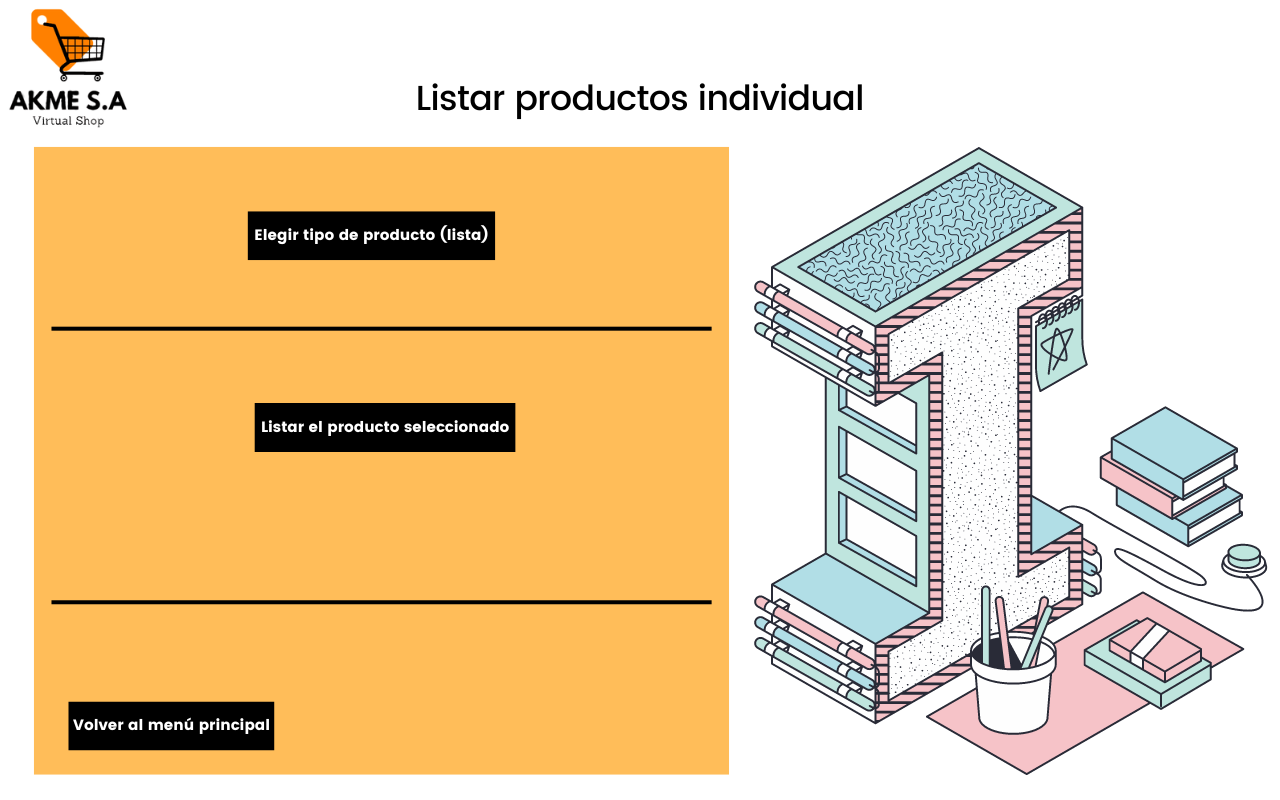 AKME S.A
Virtual Shop
Listar productos individual
Elegir tipo de producto (lista)
Listar el producto seleccionado
Volver al menú principal